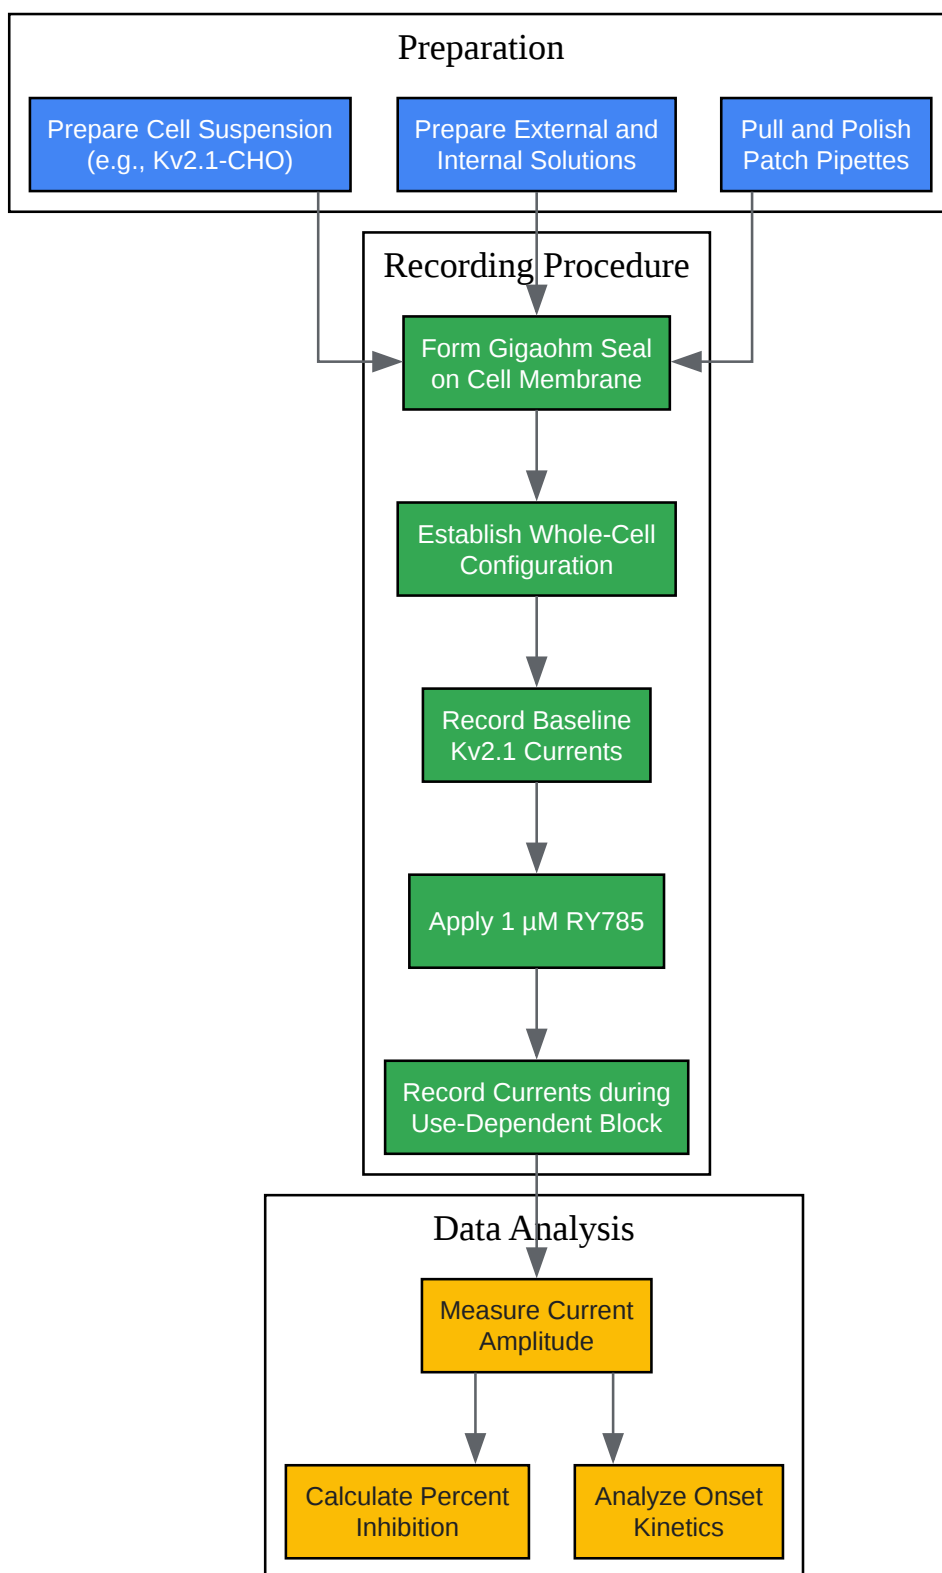 Preparation
Prepare Cell Suspension
(e.g., Kv2.1-CHO)
Prepare External and
Internal Solutions
Pull and Polish
Patch Pipettes
Recording Procedure
Form Gigaohm Seal
on Cell Membrane
Establish Whole-Cell
Configuration
Record Baseline
Kv2.1 Currents
Apply 1 µM RY785
Record Currents during
Use-Dependent Block
Data Analysis
Measure Current
Amplitude
Calculate Percent
Inhibition
Analyze Onset
Kinetics